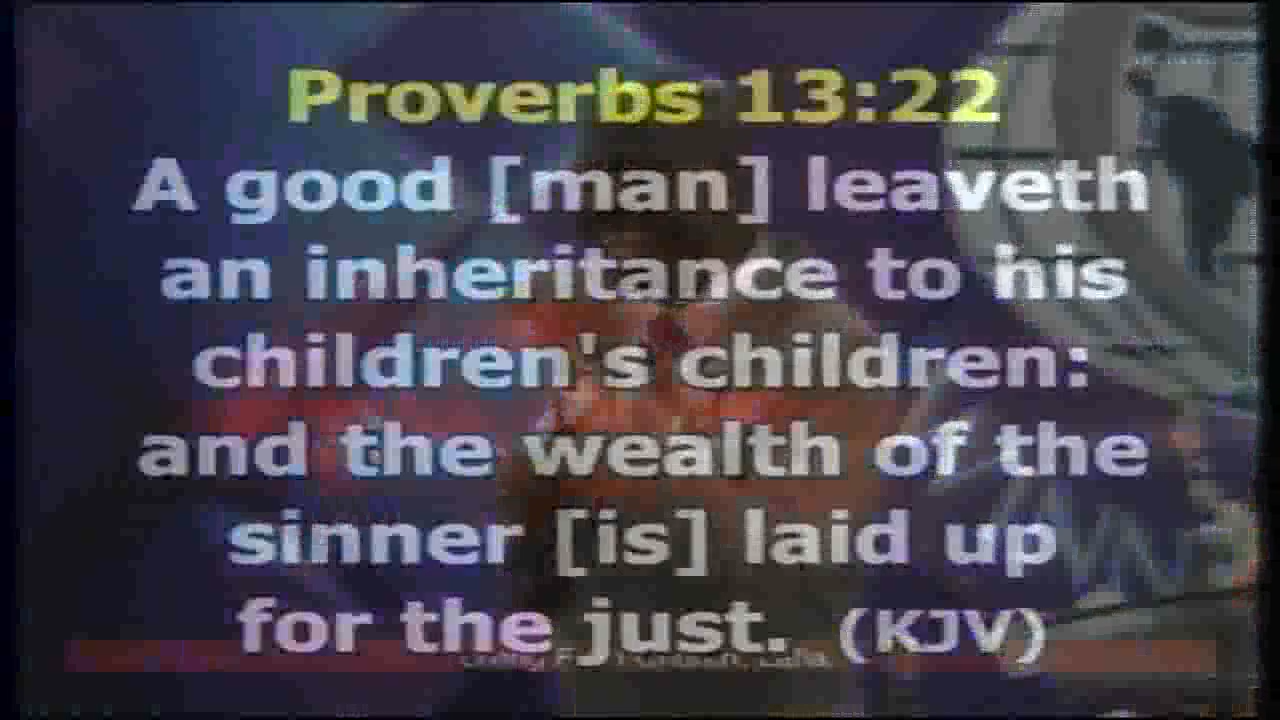 Proverbs 13:22
A good [man] leaveth
an inheritance to his
children's children:
and the wealth of the
sinner [is] laid up
for the just. (KJV)